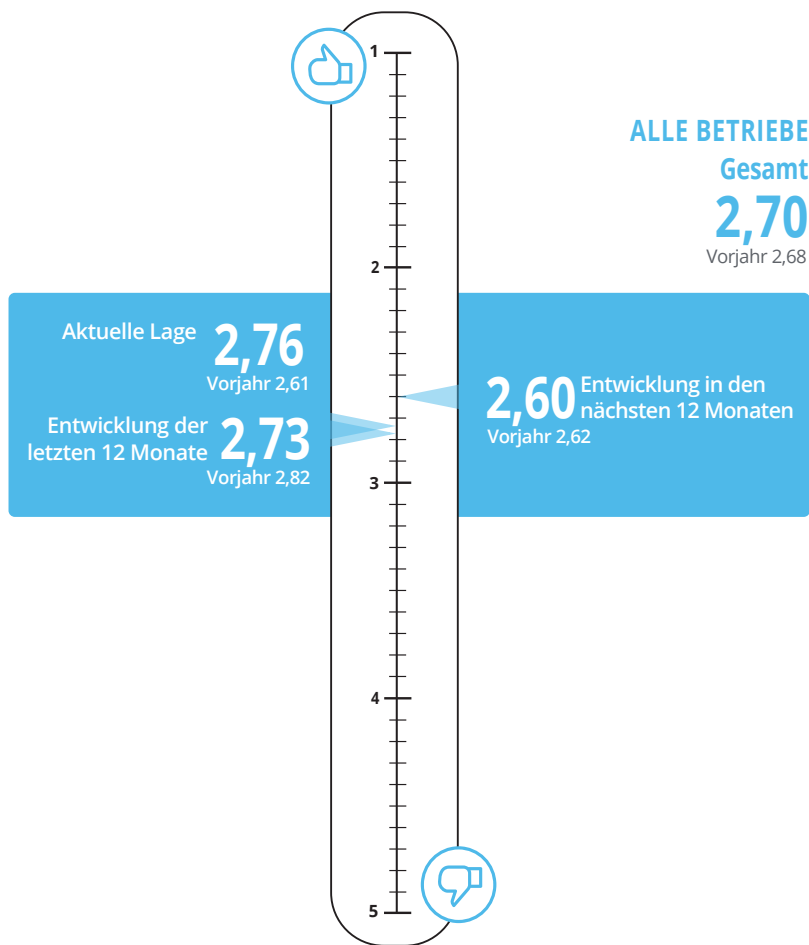 ALLE BETRIEBE
Gesamt
2,70
Vorjahr 2,68
1
2
3
4
5
Aktuelle Lage 2,76
Vorjahr 2,61
Entwicklung der
letzten 12 Monate 2,73
Vorjahr 2,82
2,60 Entwicklung in den
nächsten 12 Monaten
Vorjahr 2,62